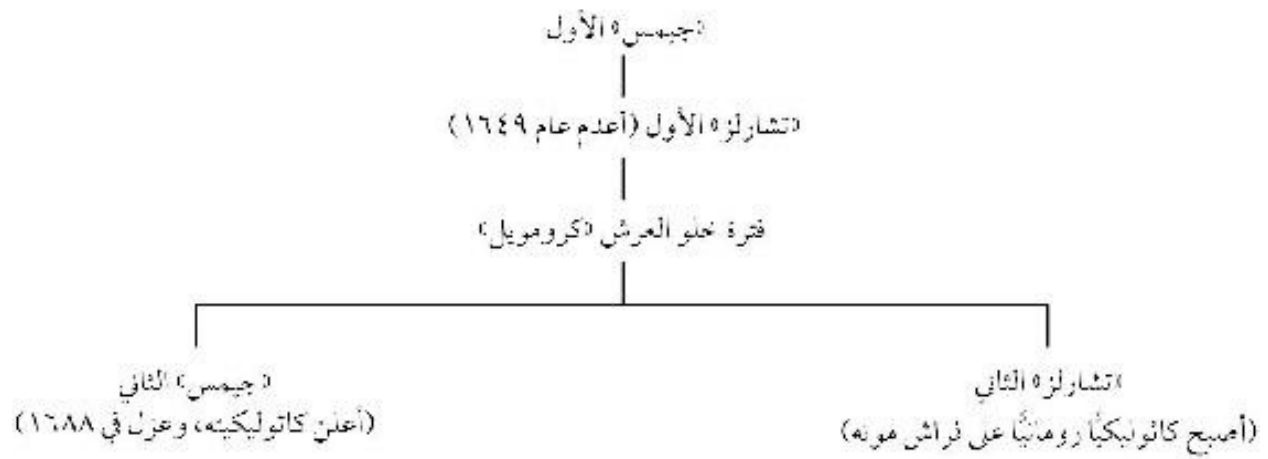 «جيمس» الأول
«تشارلز» الأول (أعدم عام ١٦٤٩)
فترة خلو العرش «كرومويل»
«تشارلز» الثاني
(أصبح كاثوليكيًّا رومانيًّا على فراش موته)
«جيمس» الثاني
(أعلن كاثوليكيته، وعزل في ١٦٨٨)